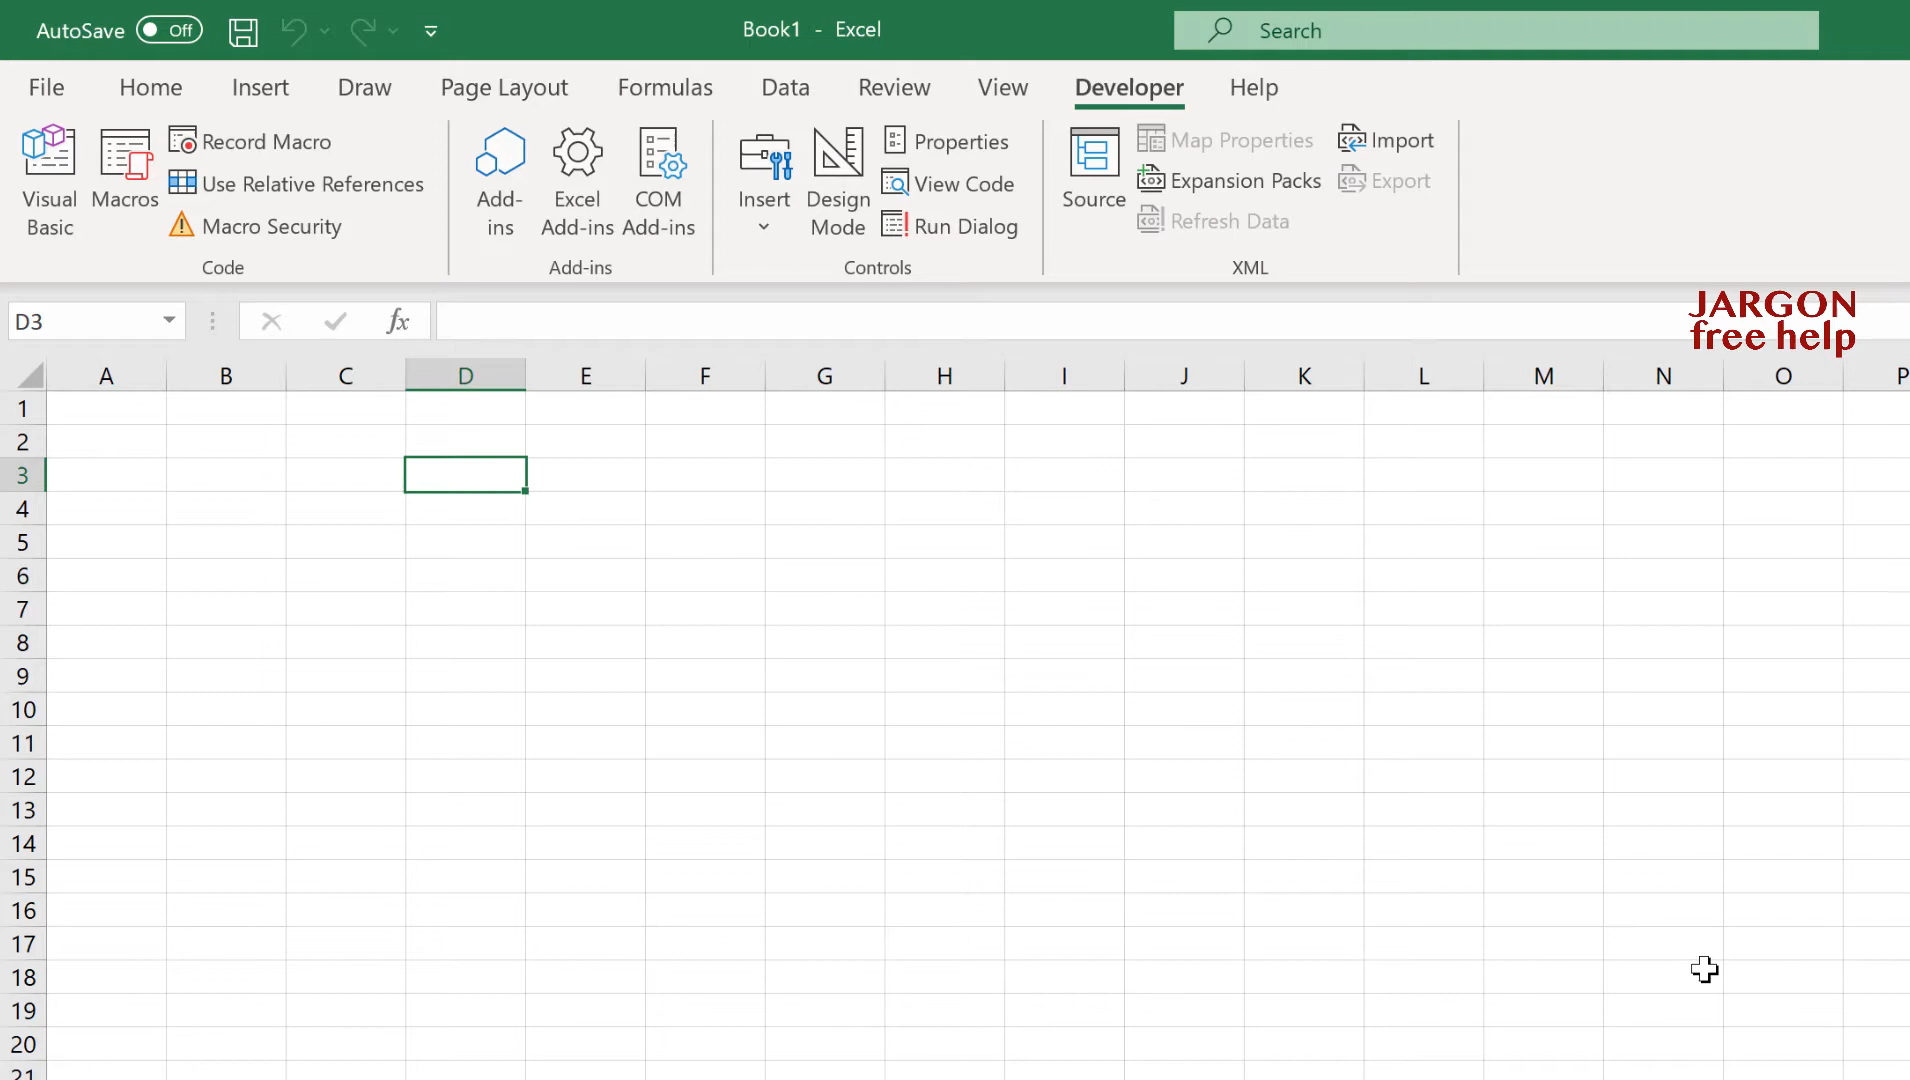 AutoSave Off Book1 - Excel Search
File Home Insert Draw Page Layout Formulas Data Review View Developer Help
Visual Basic
Macros
Record Macro
Use Relative References
Macro Security
Code
Add-ins
Excel Add-ins
COM Add-ins
Add-ins
Insert
Design Mode
Properties
View Code
Run Dialog
Controls
Source
Map Properties
Expansion Packs
Refresh Data
Import
Export
XML
JARGON
free help
D3 fx
A B C D E F G H I J K L M N O P
1
2
3
4
5
6
7
8
9
10
11
12
13
14
15
16
17
18
19
20
21